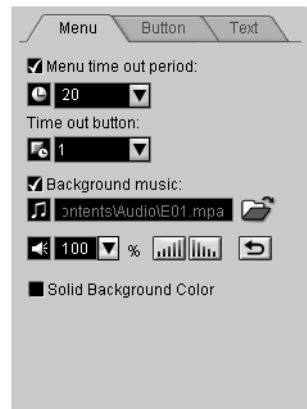 Menu Button Text
Menu time out period:
20
Time out button:
1
Background music:
ontents\Audio\E01.mpa
100 %
Solid Background Color